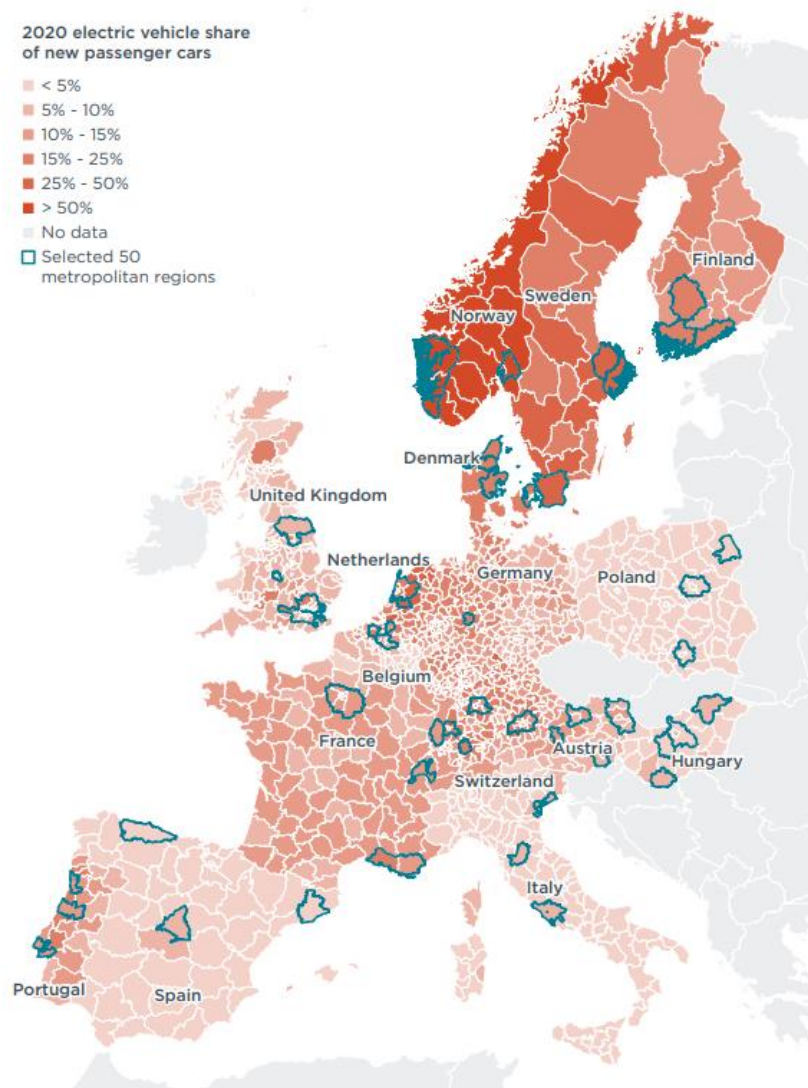 2020 electric vehicle share
of new passenger cars
< 5%
5% - 10%
10% - 15%
15% - 25%
25% - 50%
> 50%
No data
Selected 50
metropolitan regions
Finland
Sweden
Norway
Denmark
United Kingdom
Netherlands
Germany
Poland
Belgium
France
Austria
Hungary
Switzerland
Italy
Portugal
Spain